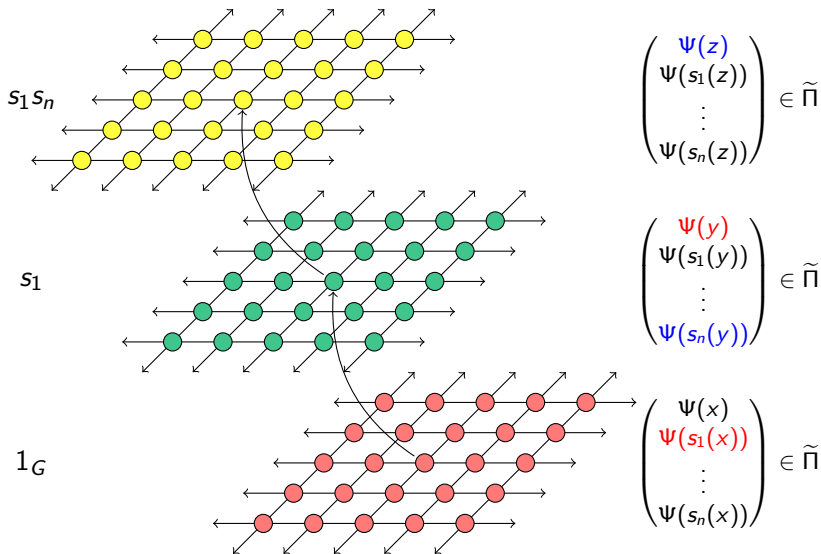 s₁sₙ
Ψ(z)
Ψ(s₁(z))
⋮
Ψ(sₙ(z))
∈ Π̃
s₁
Ψ(y)
Ψ(s₁(y))
⋮
Ψ(sₙ(y))
∈ Π̃
1_G
Ψ(x)
Ψ(s₁(x))
⋮
Ψ(sₙ(x))
∈ Π̃